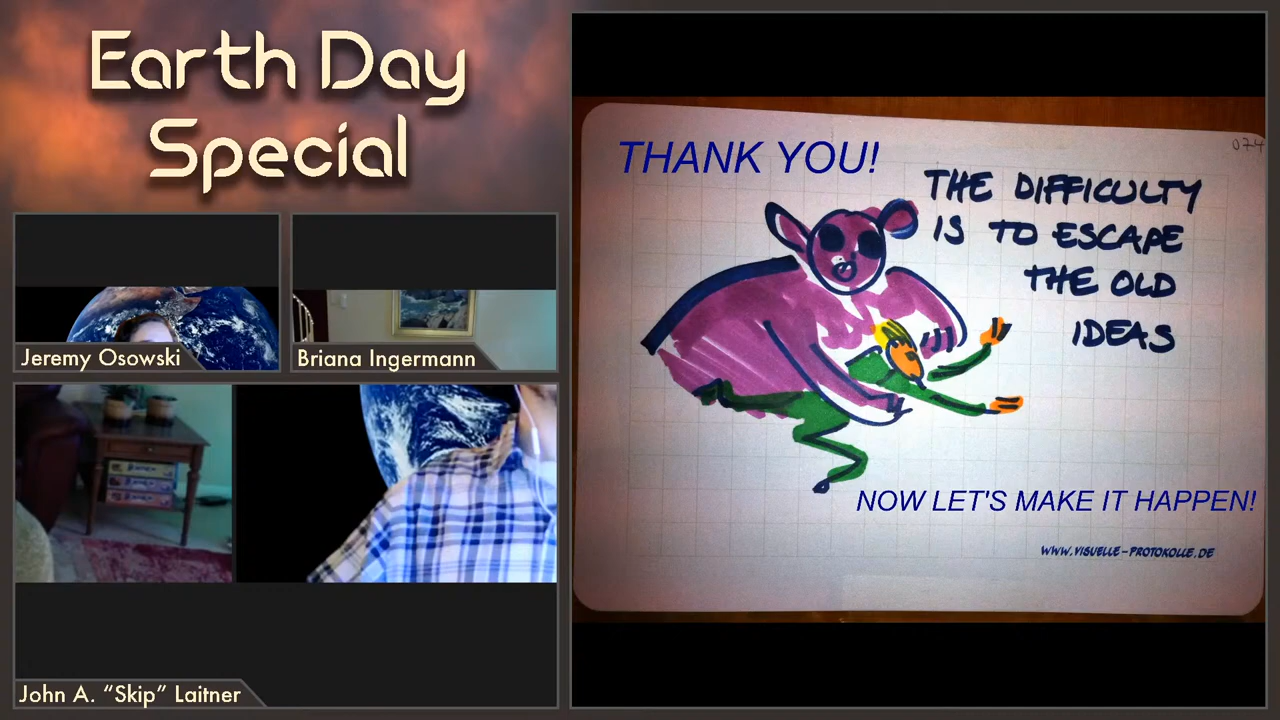 Earth Day
Special
Jeremy Osowski
Briana Ingermann
John A. “Skip” Laitner
THANK YOU!
074
THE DIFFICULTY
IS TO ESCAPE
THE OLD
IDEAS
NOW LET'S MAKE IT HAPPEN!
WWW.VISUELLE-PROTOKOLLE.DE